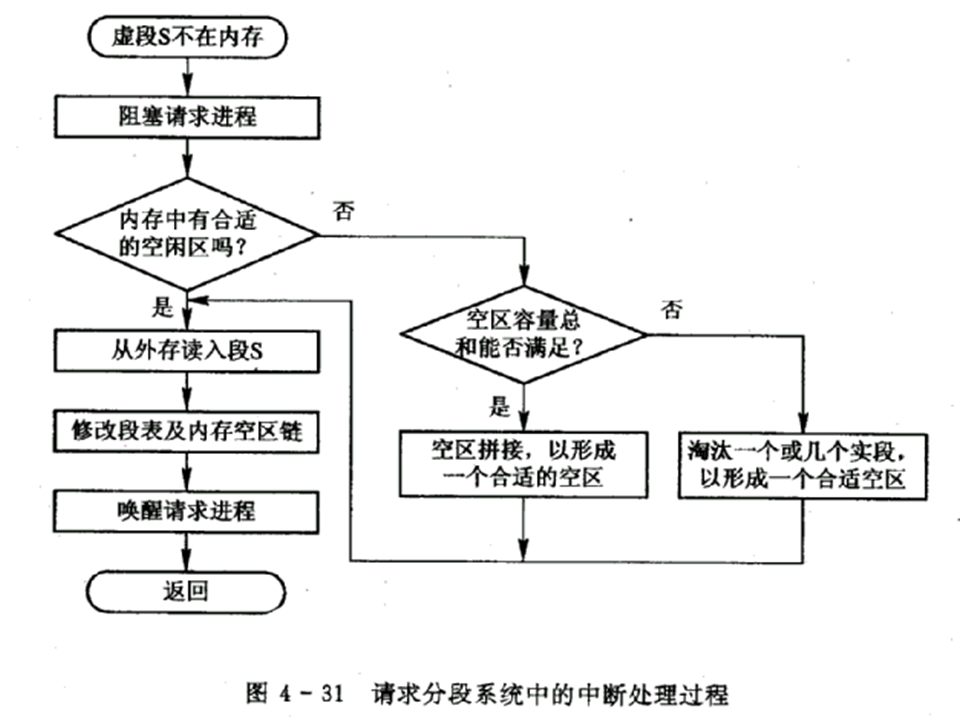 虚段S不在内存
阻塞请求进程
内存中有合适
的空闲区吗？
否
是
从外存读入段S
修改段表及内存空区链
唤醒请求进程
返回
空区容量总
和能否满足？
否
是
空区拼接，以形成
一个合适的空区
淘汰一个或几个实段，
以形成一个合适空区
图 4-31 请求分段系统中的中断处理过程